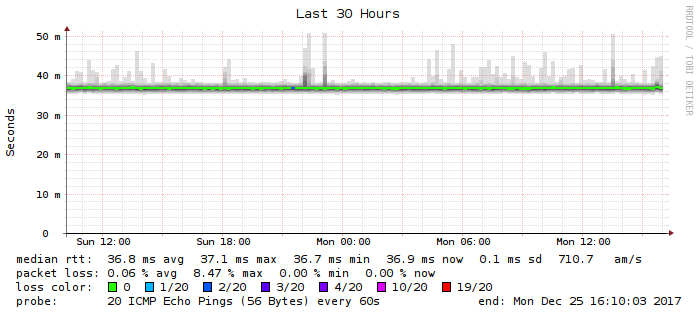 Last 30 Hours
RRDTOOL / TOBI OETIKER
Seconds
50 m
40 m
30 m
20 m
10 m
0
Sun 12:00 Sun 18:00 Mon 00:00 Mon 06:00 Mon 12:00
median rtt: 36.8 ms avg 37.1 ms max 36.7 ms min 36.9 ms now 0.1 ms sd 710.7 am/s
packet loss: 0.06 % avg 8.47 % max 0.00 % min 0.00 % now
loss color: 0 1/20 2/20 3/20 4/20 10/20 19/20
probe: 20 ICMP Echo Pings (56 Bytes) every 60s end: Mon Dec 25 16:10:03 2017